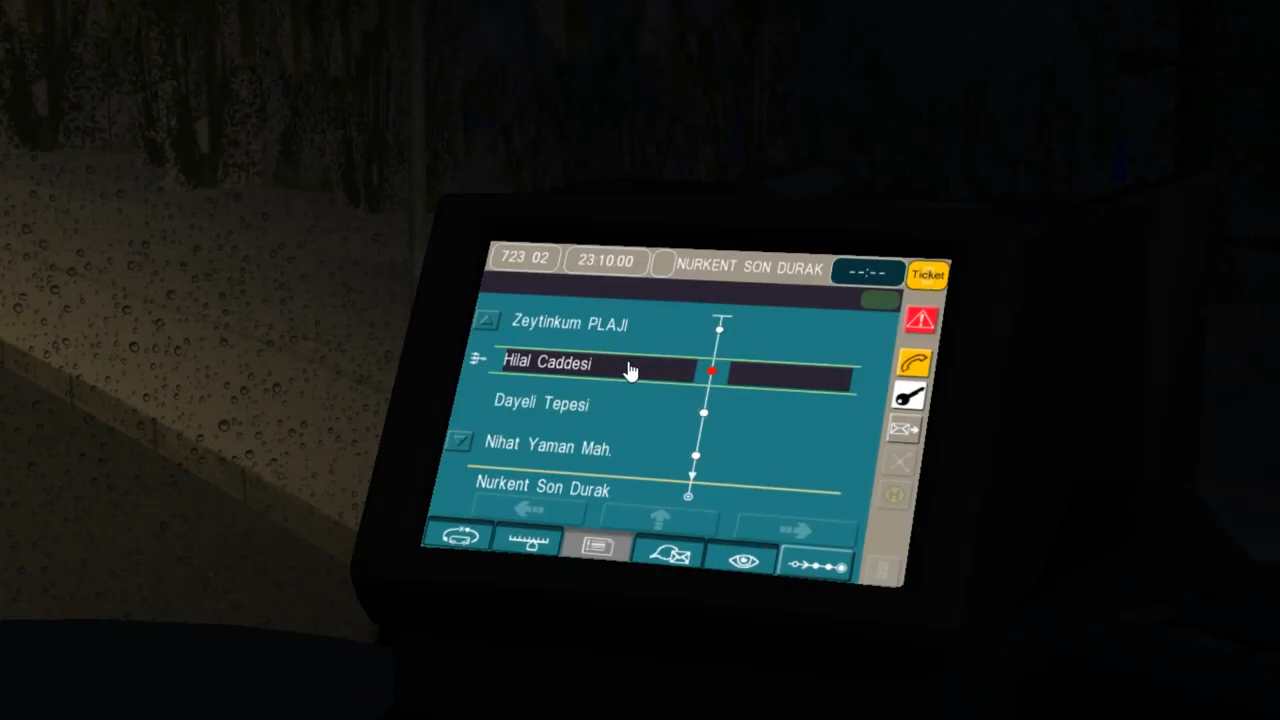 723 02 23:10:00 NURKENT SON DURAK --:-- Ticket
Zeytinkum PLAJI
Hilal Caddesi
Dayeli Tepesi
Nihat Yaman Mah.
Nurkent Son Durak